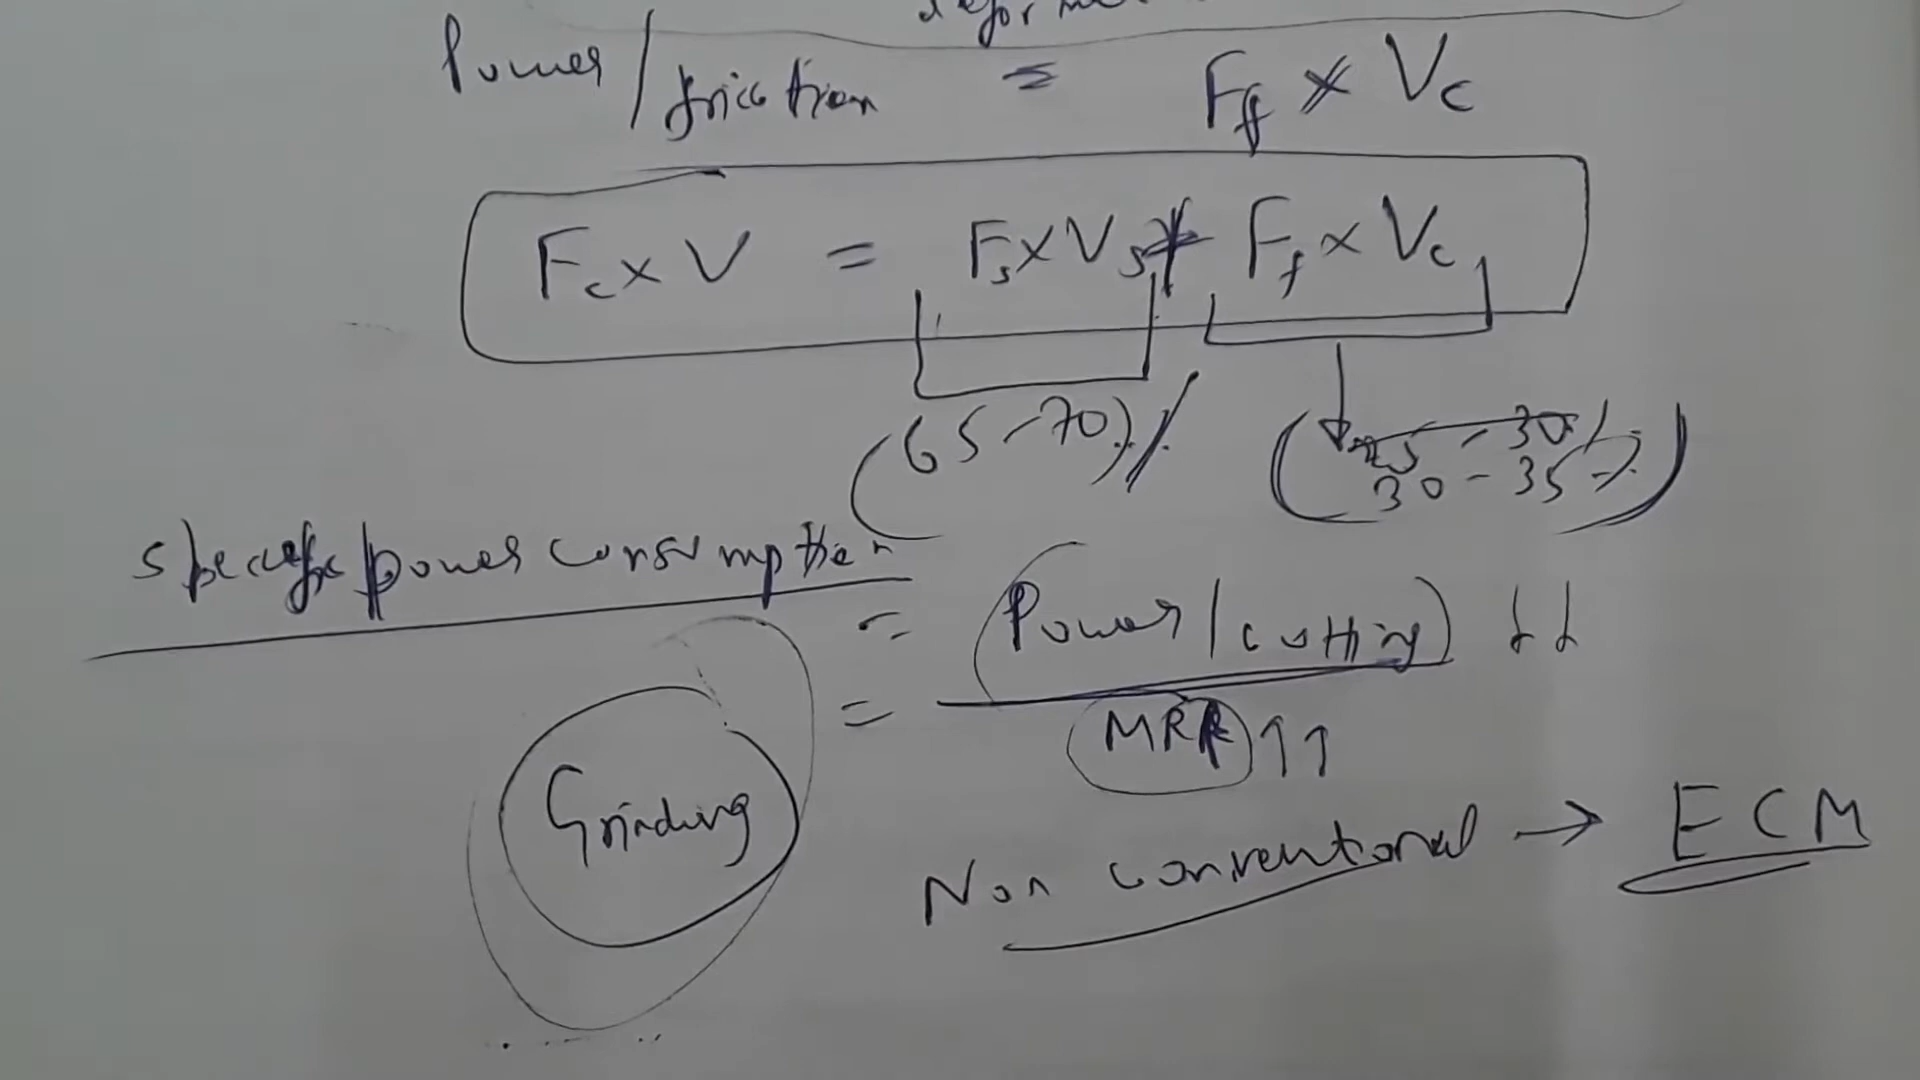 Power/friction = Ff × Vc
Fc × V = Fs × Vs + Ff × Vc
(65-70)% (30-35%)
specific power consumption
= Power/cutting) ↓↓
= MRR ↑↑
Grinding
Non conventional → ECM